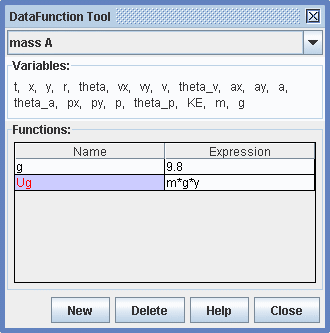 DataFunction Tool
mass A
Variables:
t, x, y, r, theta, vx, vy, v, theta_v, ax, ay, a,
theta_a, px, py, p, theta_p, KE, m, g
Functions:
Name Expression
g 9.8
Ug m*g*y
New Delete Help Close